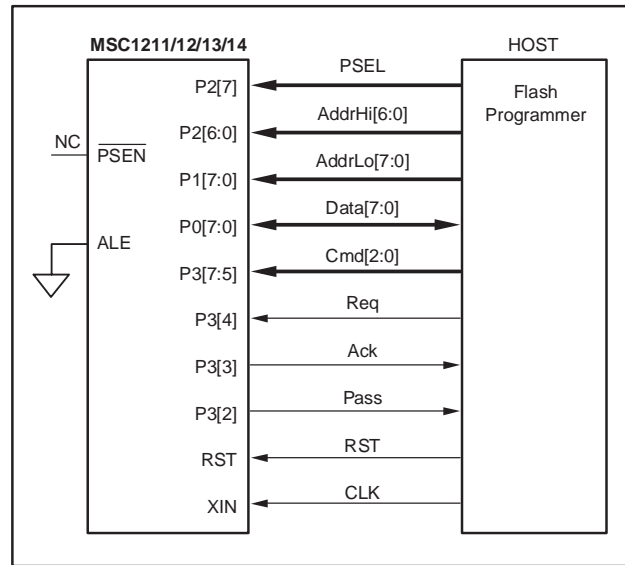 MSC1211/12/13/14
HOST
Flash
Programmer
P2[7]
PSEL
P2[6:0]
AddrHi[6:0]
NC
PSEN
P1[7:0]
AddrLo[7:0]
P0[7:0]
Data[7:0]
ALE
P3[7:5]
Cmd[2:0]
P3[4]
Req
P3[3]
Ack
P3[2]
Pass
RST
RST
XIN
CLK